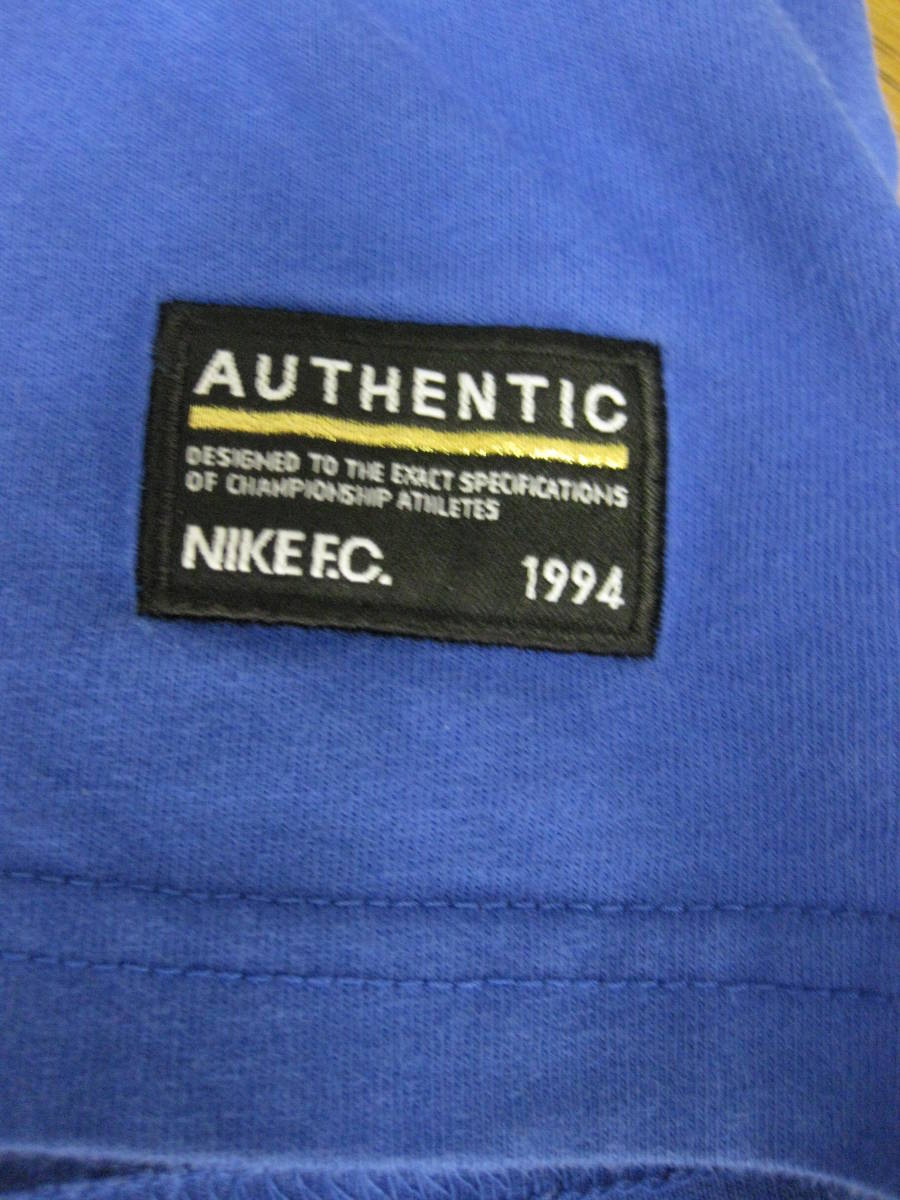 AUTHENTIC
DESIGNED TO THE EXACT SPECIFICATIONS
OF CHAMPIONSHIP ATHLETES
NIKE F.C. 1994